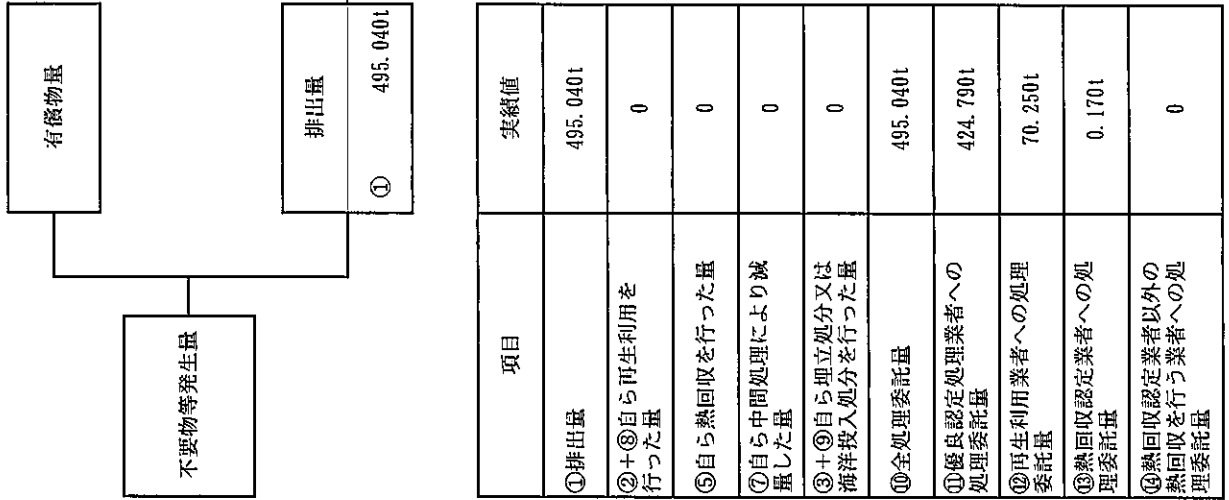 有償物量
不要物等発生量
排出量
① 495.040t
項目 実績値
①排出量 495.040t
②+⑧自ら再生利用を
行った量 0
⑤自ら熱回収を行った量 0
⑦自ら中間処理により減
量した量 0
③+⑨自ら埋立処分又は
海洋投入処分を行った量 0
⑩全処理委託量 495.040t
⑪優良認定処理業者への
処理委託量 424.790t
⑫再生利用業者への処理
委託量 70.250t
⑬熱回収認定業者への処
理委託量 0.170t
⑭熱回収認定業者以外の
熱回収を行う業者への処
理委託量 0